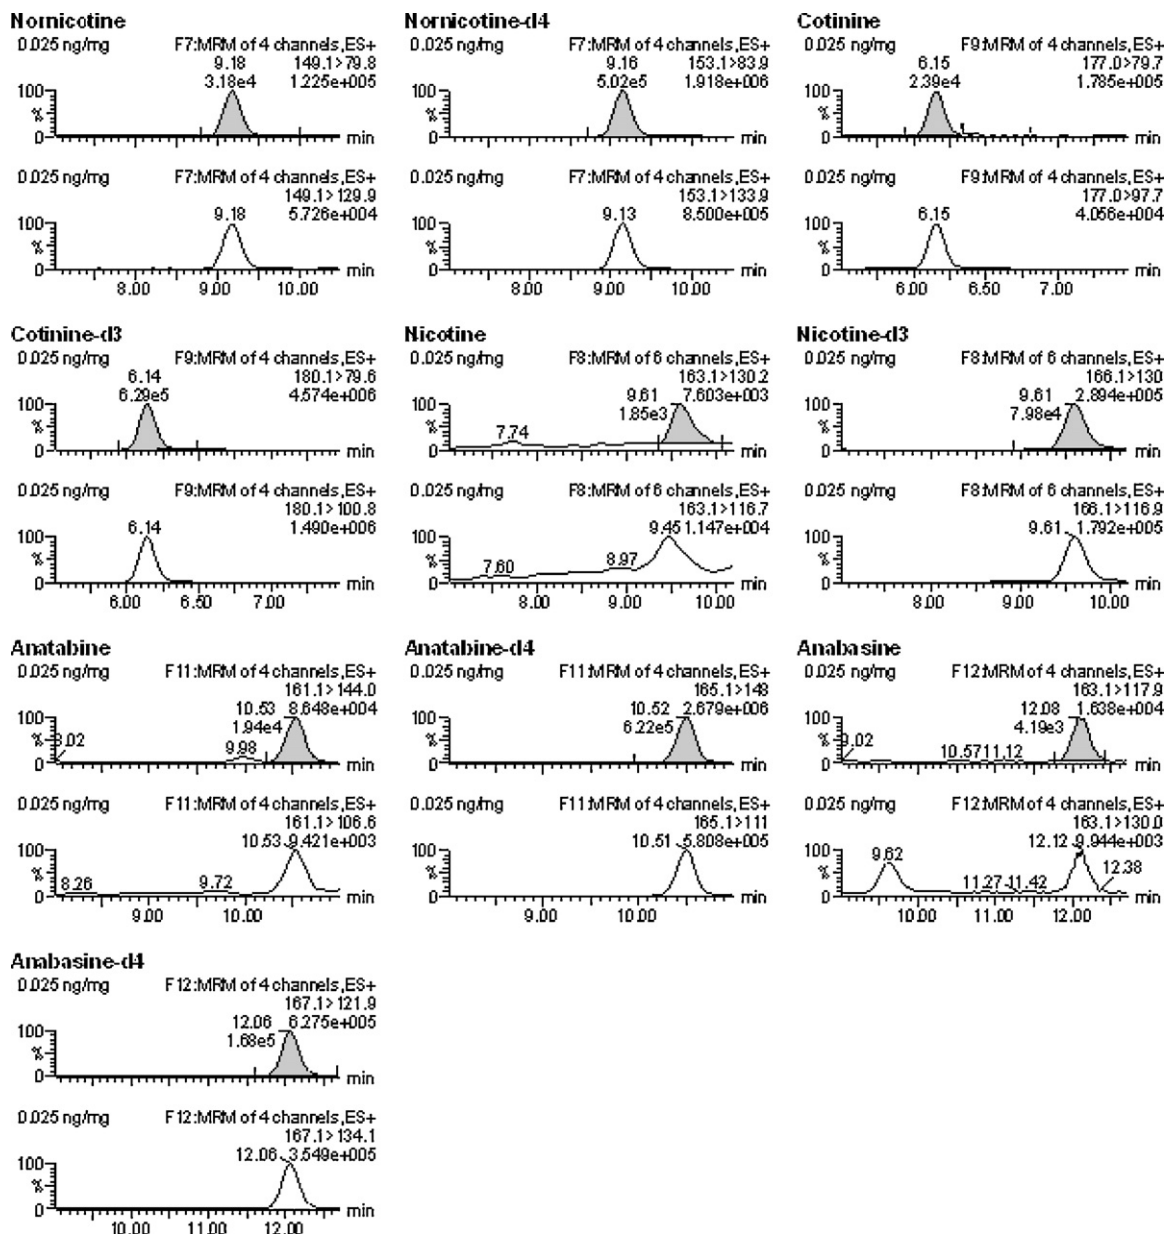 Nornicotine
0.025 ng/mg F7:MRM of 4 channels,ES+
9.18 149.1>79.8
3.18e4 1.225e+005
100
%
0
min
0.025 ng/mg F7:MRM of 4 channels,ES+
149.1>129.9
9.18 5.726e+004
100
%
0
min
8.00 9.00 10.00
Nornicotine-d4
0.025 ng/mg F7:MRM of 4 channels,ES+
9.16 153.1>83.9
5.02e5 1.918e+006
100
%
0
min
0.025 ng/mg F7:MRM of 4 channels,ES+
153.1>133.9
9.13 8.500e+005
100
%
0
min
8.00 9.00 10.00
Cotinine
0.025 ng/mg F9:MRM of 4 channels,ES+
6.15 177.0>79.7
2.39e4 1.785e+005
100
%
0
min
0.025 ng/mg F9:MRM of 4 channels,ES+
177.0>97.7
6.15 4.056e+004
100
%
0
min
6.00 6.50 7.00
Cotinine-d3
0.025 ng/mg F9:MRM of 4 channels,ES+
6.14 180.1>79.6
6.29e5 4.574e+006
100
%
0
min
0.025 ng/mg F9:MRM of 4 channels,ES+
180.1>100.8
6.14 1.490e+006
100
%
0
min
6.00 6.50 7.00
Nicotine
0.025 ng/mg F8:MRM of 6 channels,ES+
163.1>130.2
9.61 7.603e+003
1.85e3
100
7.74
%
0
min
0.025 ng/mg F8:MRM of 6 channels,ES+
163.1>116.7
9.45 1.147e+004
100
%
7.60 8.97
0
min
8.00 9.00 10.00
Nicotine-d3
0.025 ng/mg F8:MRM of 6 channels,ES+
166.1>130
9.61 2.894e+005
7.98e4
100
%
0
min
0.025 ng/mg F8:MRM of 6 channels,ES+
166.1>116.9
9.61 1.792e+005
100
%
0
min
8.00 9.00 10.00
Anatabine
0.025 ng/mg F11:MRM of 4 channels,ES+
161.1>144.0
10.53 8.648e+004
1.94e4
100
%
9.02 9.98
0
min
0.025 ng/mg F11:MRM of 4 channels,ES+
161.1>106.6
10.53 9.421e+003
100
%
8.26 9.72
0
min
9.00 10.00
Anatabine-d4
0.025 ng/mg F11:MRM of 4 channels,ES+
165.1>148
10.52 2.679e+006
6.22e5
100
%
0
min
0.025 ng/mg F11:MRM of 4 channels,ES+
165.1>111
10.51 5.808e+005
100
%
0
min
9.00 10.00
Anabasine
0.025 ng/mg F12:MRM of 4 channels,ES+
163.1>117.9
12.08 1.638e+004
4.19e3
100
%
9.02 10.57 11.12
0
min
0.025 ng/mg F12:MRM of 4 channels,ES+
163.1>130.0
12.12 9.944e+003
100
9.62
%
11.27 11.42 12.38
0
min
10.00 11.00 12.00
Anabasine-d4
0.025 ng/mg F12:MRM of 4 channels,ES+
167.1>121.9
12.06 6.275e+005
1.68e5
100
%
0
min
0.025 ng/mg F12:MRM of 4 channels,ES+
167.1>134.1
12.06 3.549e+005
100
%
0
min
10.00 11.00 12.00